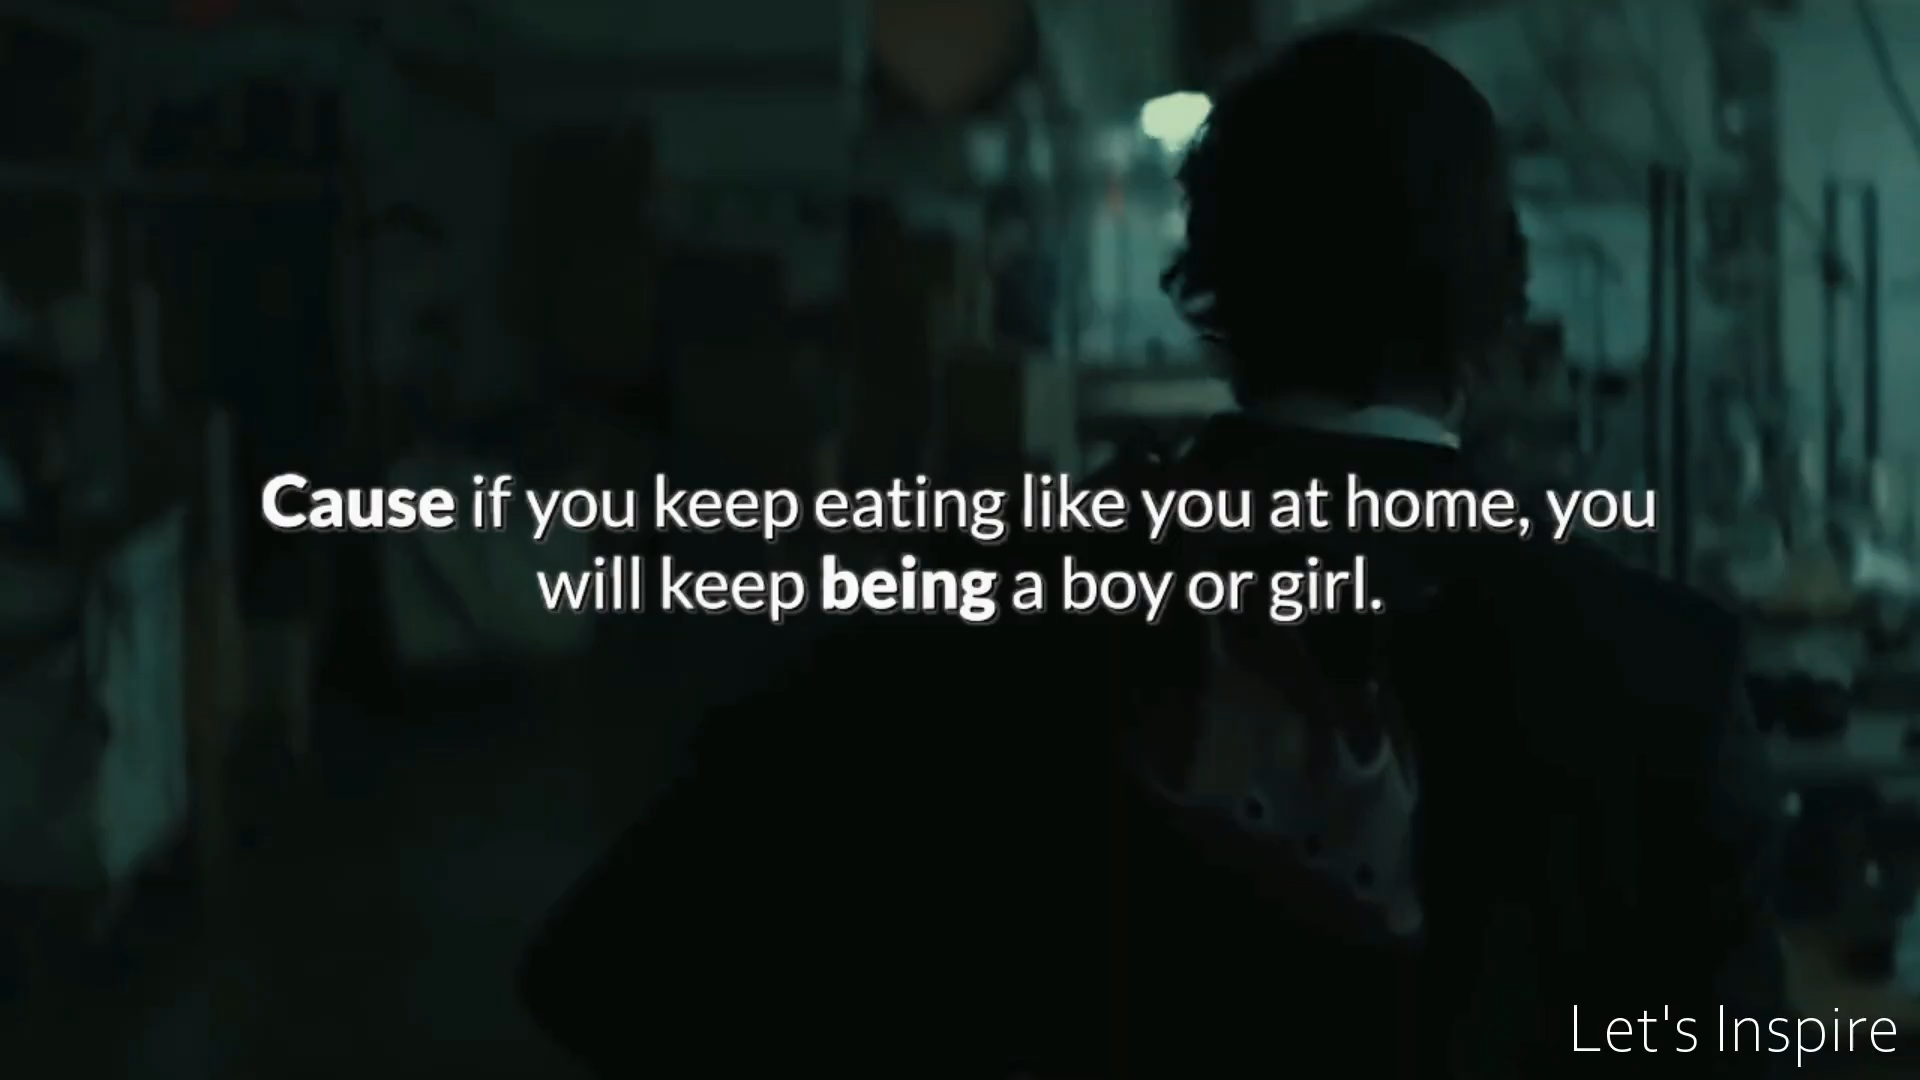 Cause if you keep eating like you at home, you
will keep being a boy or girl.
Let's Inspire